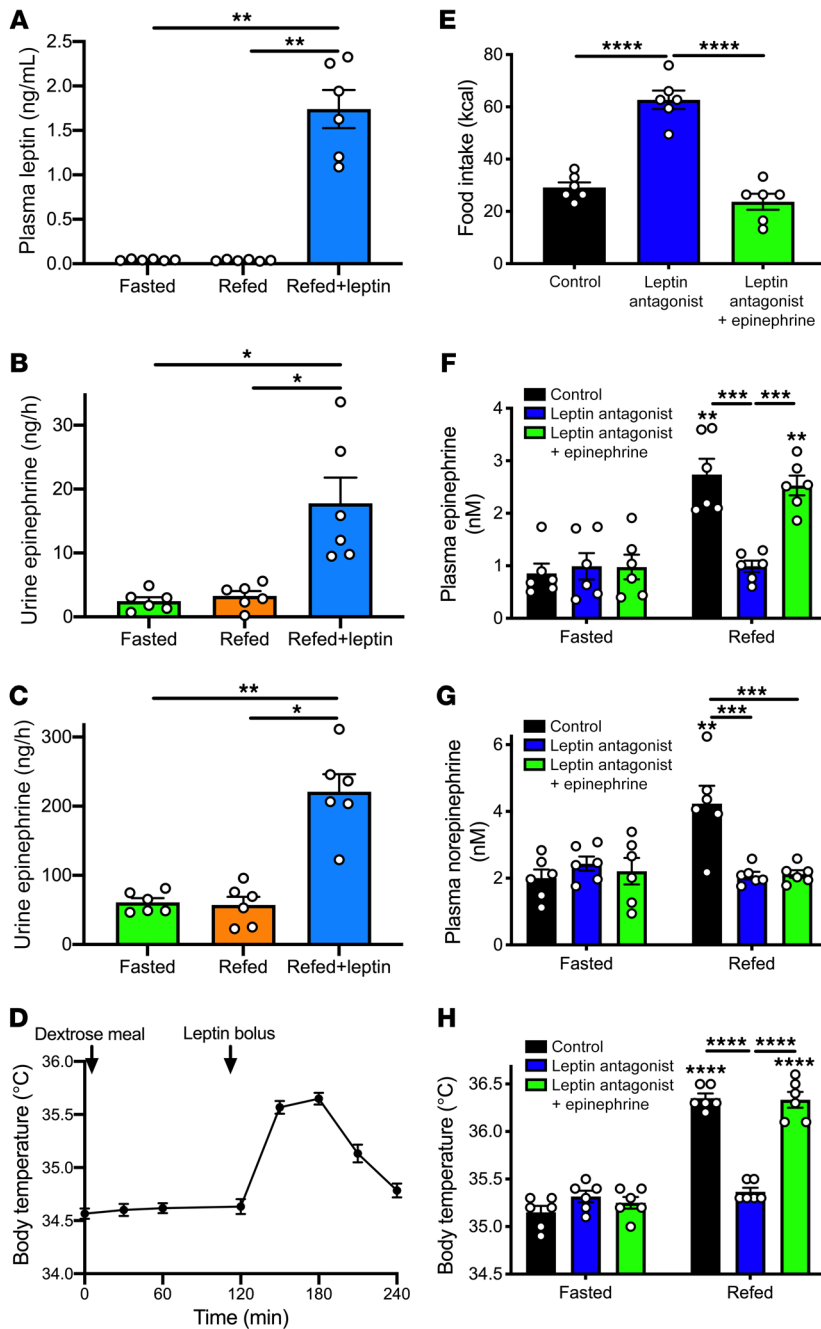 A
**
**
Plasma leptin (ng/mL)
2.5
2.0
1.5
1.0
0.5
0.0
Fasted Refed Refed+leptin
B
*
*
Urine epinephrine (ng/h)
30
20
10
0
Fasted Refed Refed+leptin
C
**
*
Urine epinephrine (ng/h)
300
200
100
0
Fasted Refed Refed+leptin
D
Dextrose meal Leptin bolus
Body temperature (°C)
36.0
35.5
35.0
34.5
34.0
0 60 120 180 240
Time (min)
E
**** ****
Food intake (kcal)
80
60
40
20
0
Control Leptin Leptin
antagonist antagonist
+ epinephrine
F
Control
Leptin antagonist
Leptin antagonist
+ epinephrine
*** ***
**
**
Plasma epinephrine
(nM)
4
3
2
1
0
Fasted Refed
G
Control
Leptin antagonist
Leptin antagonist
+ epinephrine
***
***
**
Plasma norepinephrine
(nM)
6
4
2
0
Fasted Refed
H
Control
Leptin antagonist
Leptin antagonist
+ epinephrine
**** ****
**** ****
Body temperature (°C)
36.5
36.0
35.5
35.0
34.5
Fasted Refed